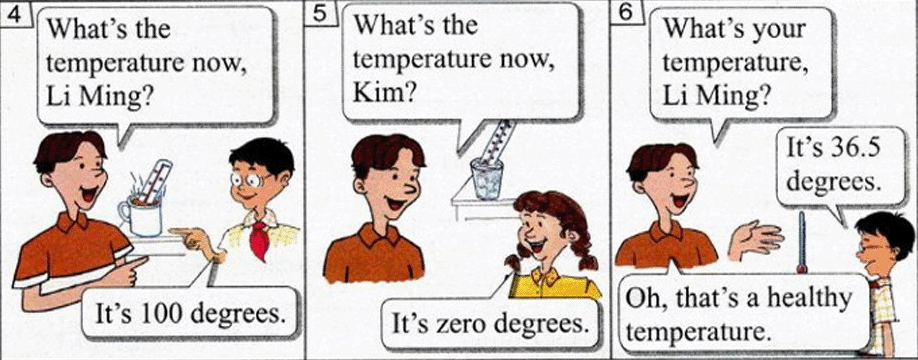 4
What's the
temperature now,
Li Ming?
It's 100 degrees.
5
What's the
temperature now,
Kim?
It's zero degrees.
6
What's your
temperature,
Li Ming?
It's 36.5
degrees.
Oh, that's a healthy
temperature.